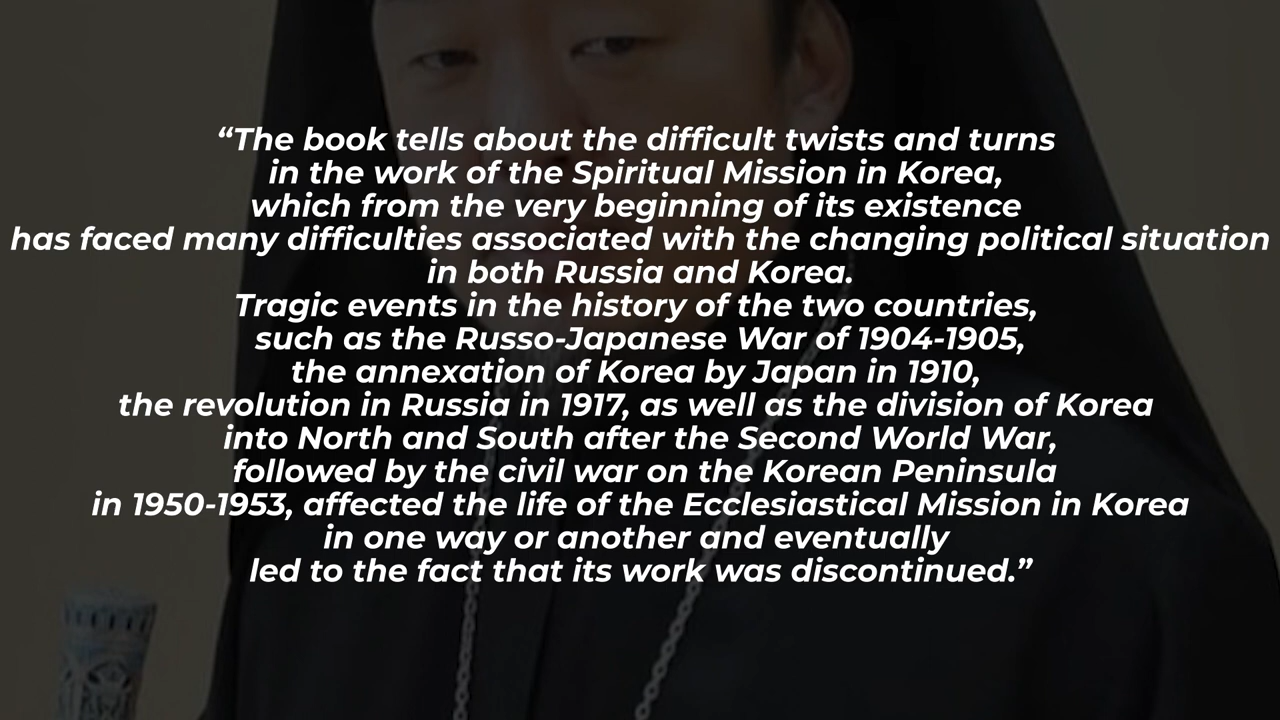 “The book tells about the difficult twists and turns
in the work of the Spiritual Mission in Korea,
which from the very beginning of its existence
has faced many difficulties associated with the changing political situation
in both Russia and Korea.
Tragic events in the history of the two countries,
such as the Russo-Japanese War of 1904-1905,
the annexation of Korea by Japan in 1910,
the revolution in Russia in 1917, as well as the division of Korea
into North and South after the Second World War,
followed by the civil war on the Korean Peninsula
in 1950-1953, affected the life of the Ecclesiastical Mission in Korea
in one way or another and eventually
led to the fact that its work was discontinued.”